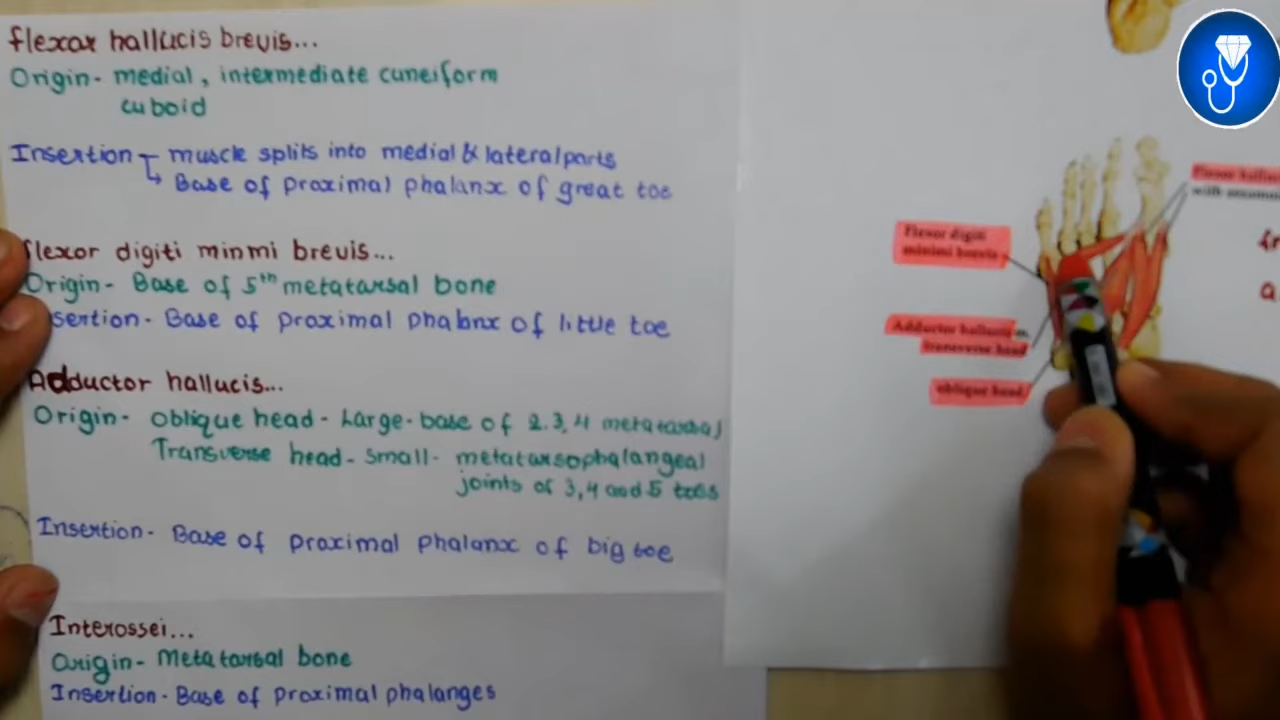 flexor hallucis brevis...
Origin- medial, intermediate cuneiform
cuboid
Insertion - muscle splits into medial & lateral parts
Base of proximal phalanx of great toe
flexor digiti minmi brevis...
Origin- Base of 5th metatarsal bone
sertion- Base of proximal phalanx of little toe
Adductor hallucis...
Origin- Oblique head - Large- base of 2.3,4 metatarsal
Transverse head- Small- metatarsophalangeal
joints of 3,4 and 5 toes
Insertion- Base of proximal phalanx of big toe
Interossei...
Origin- Metatarsal bone
Insertion- Base of proximal phalanges
Flexor digiti
minimi brevis
Adductor hallucis
transverse head
oblique head
Flexor